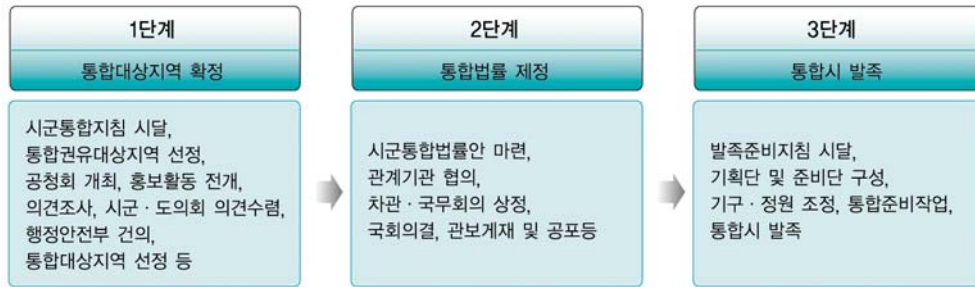 1단계
통합대상지역 확정
시군통합지침 시달,
통합권유대상지역 선정,
공청회 개최, 홍보활동 전개,
의견조사, 시군 · 도의회 의견수렴,
행정안전부 건의,
통합대상지역 선정 등
2단계
통합법률 제정
시군통합법률안 마련,
관계기관 협의,
차관 · 국무회의 상정,
국회의결, 관보게재 및 공포등
3단계
통합시 발족
발족준비지침 시달,
기획단 및 준비단 구성,
기구 · 정원 조정, 통합준비작업,
통합시 발족